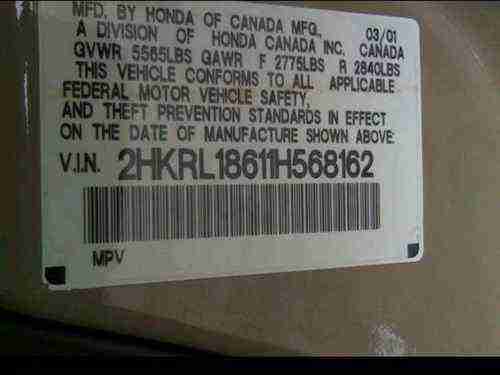 MFD. BY HONDA OF CANADA MFG., 03/01
A DIVISION OF HONDA CANADA INC. CANADA
GVWR 5565LBS GAWR F 2775LBS R 2840LBS
THIS VEHICLE CONFORMS TO ALL APPLICABLE
FEDERAL MOTOR VEHICLE SAFETY,
AND THEFT PREVENTION STANDARDS IN EFFECT
ON THE DATE OF MANUFACTURE SHOWN ABOVE.
V.I.N. 2HKRL18611H568162
MPV